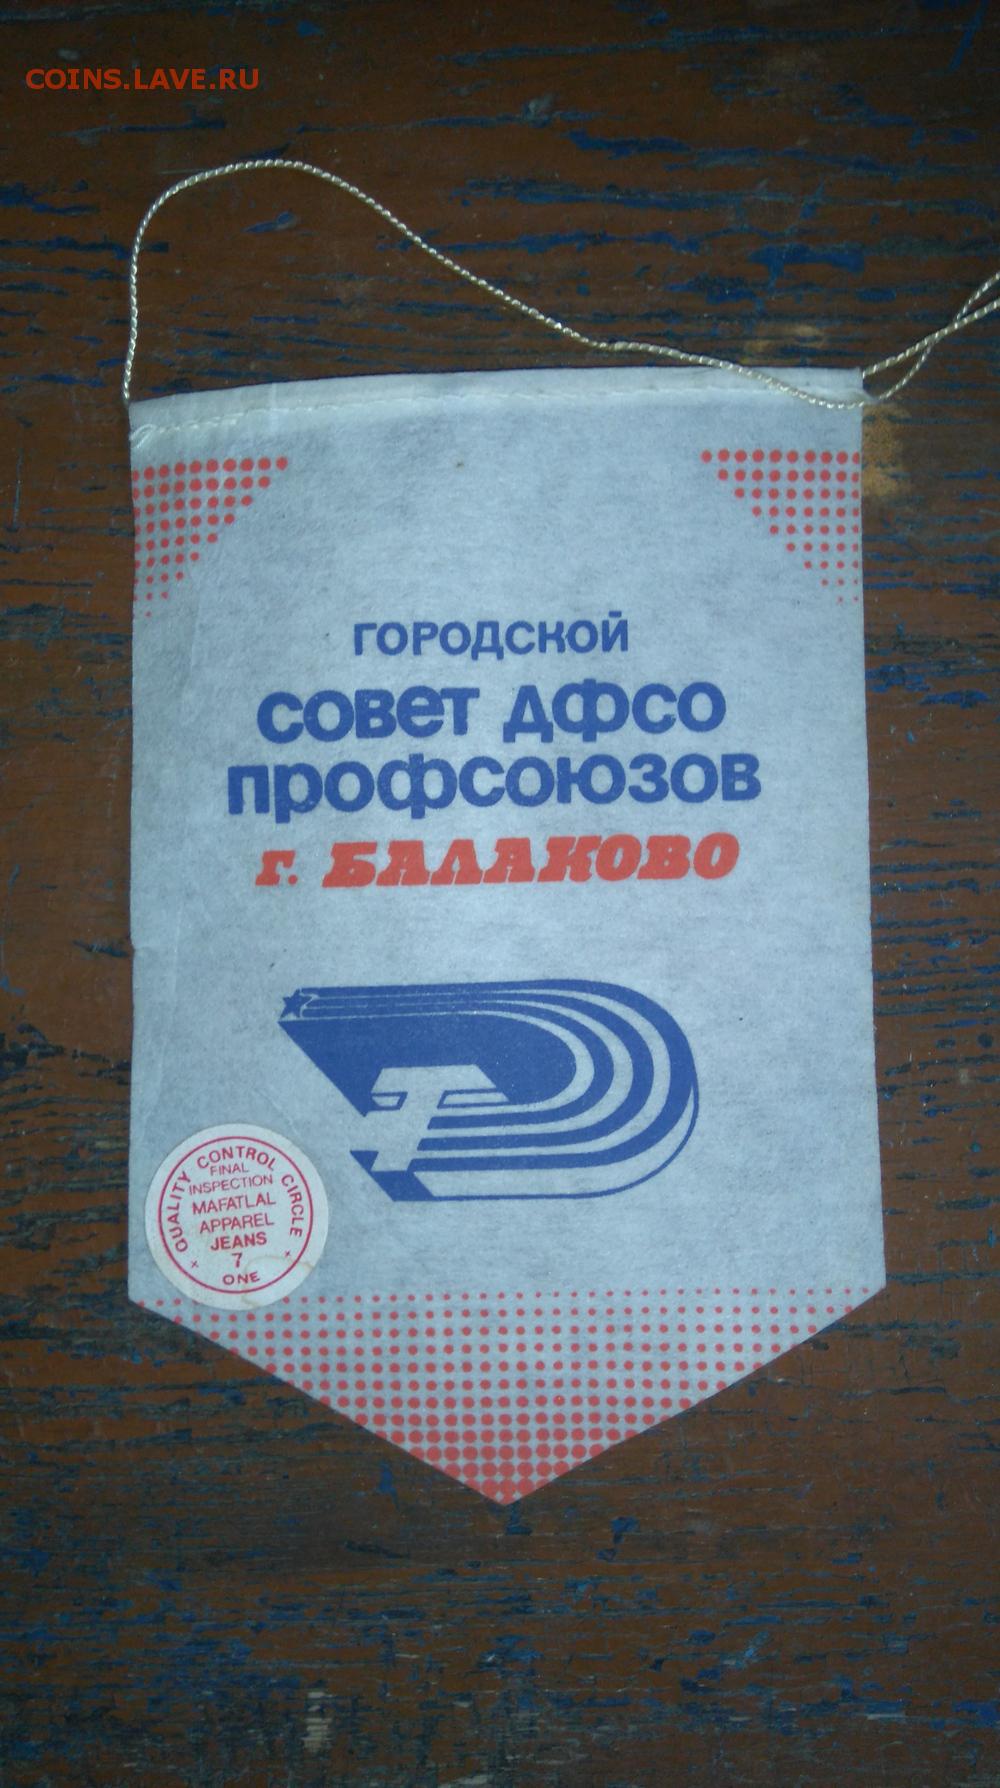 COINS.LAVE.RU
ГОРОДСКОЙ
СОВЕТ ДФСО
ПРОФСОЮЗОВ
г. БАЛАКОВО
QUALITY CONTROL CIRCLE
FINAL
INSPECTION
MAFATLAL
APPAREL
JEANS
7
ONE